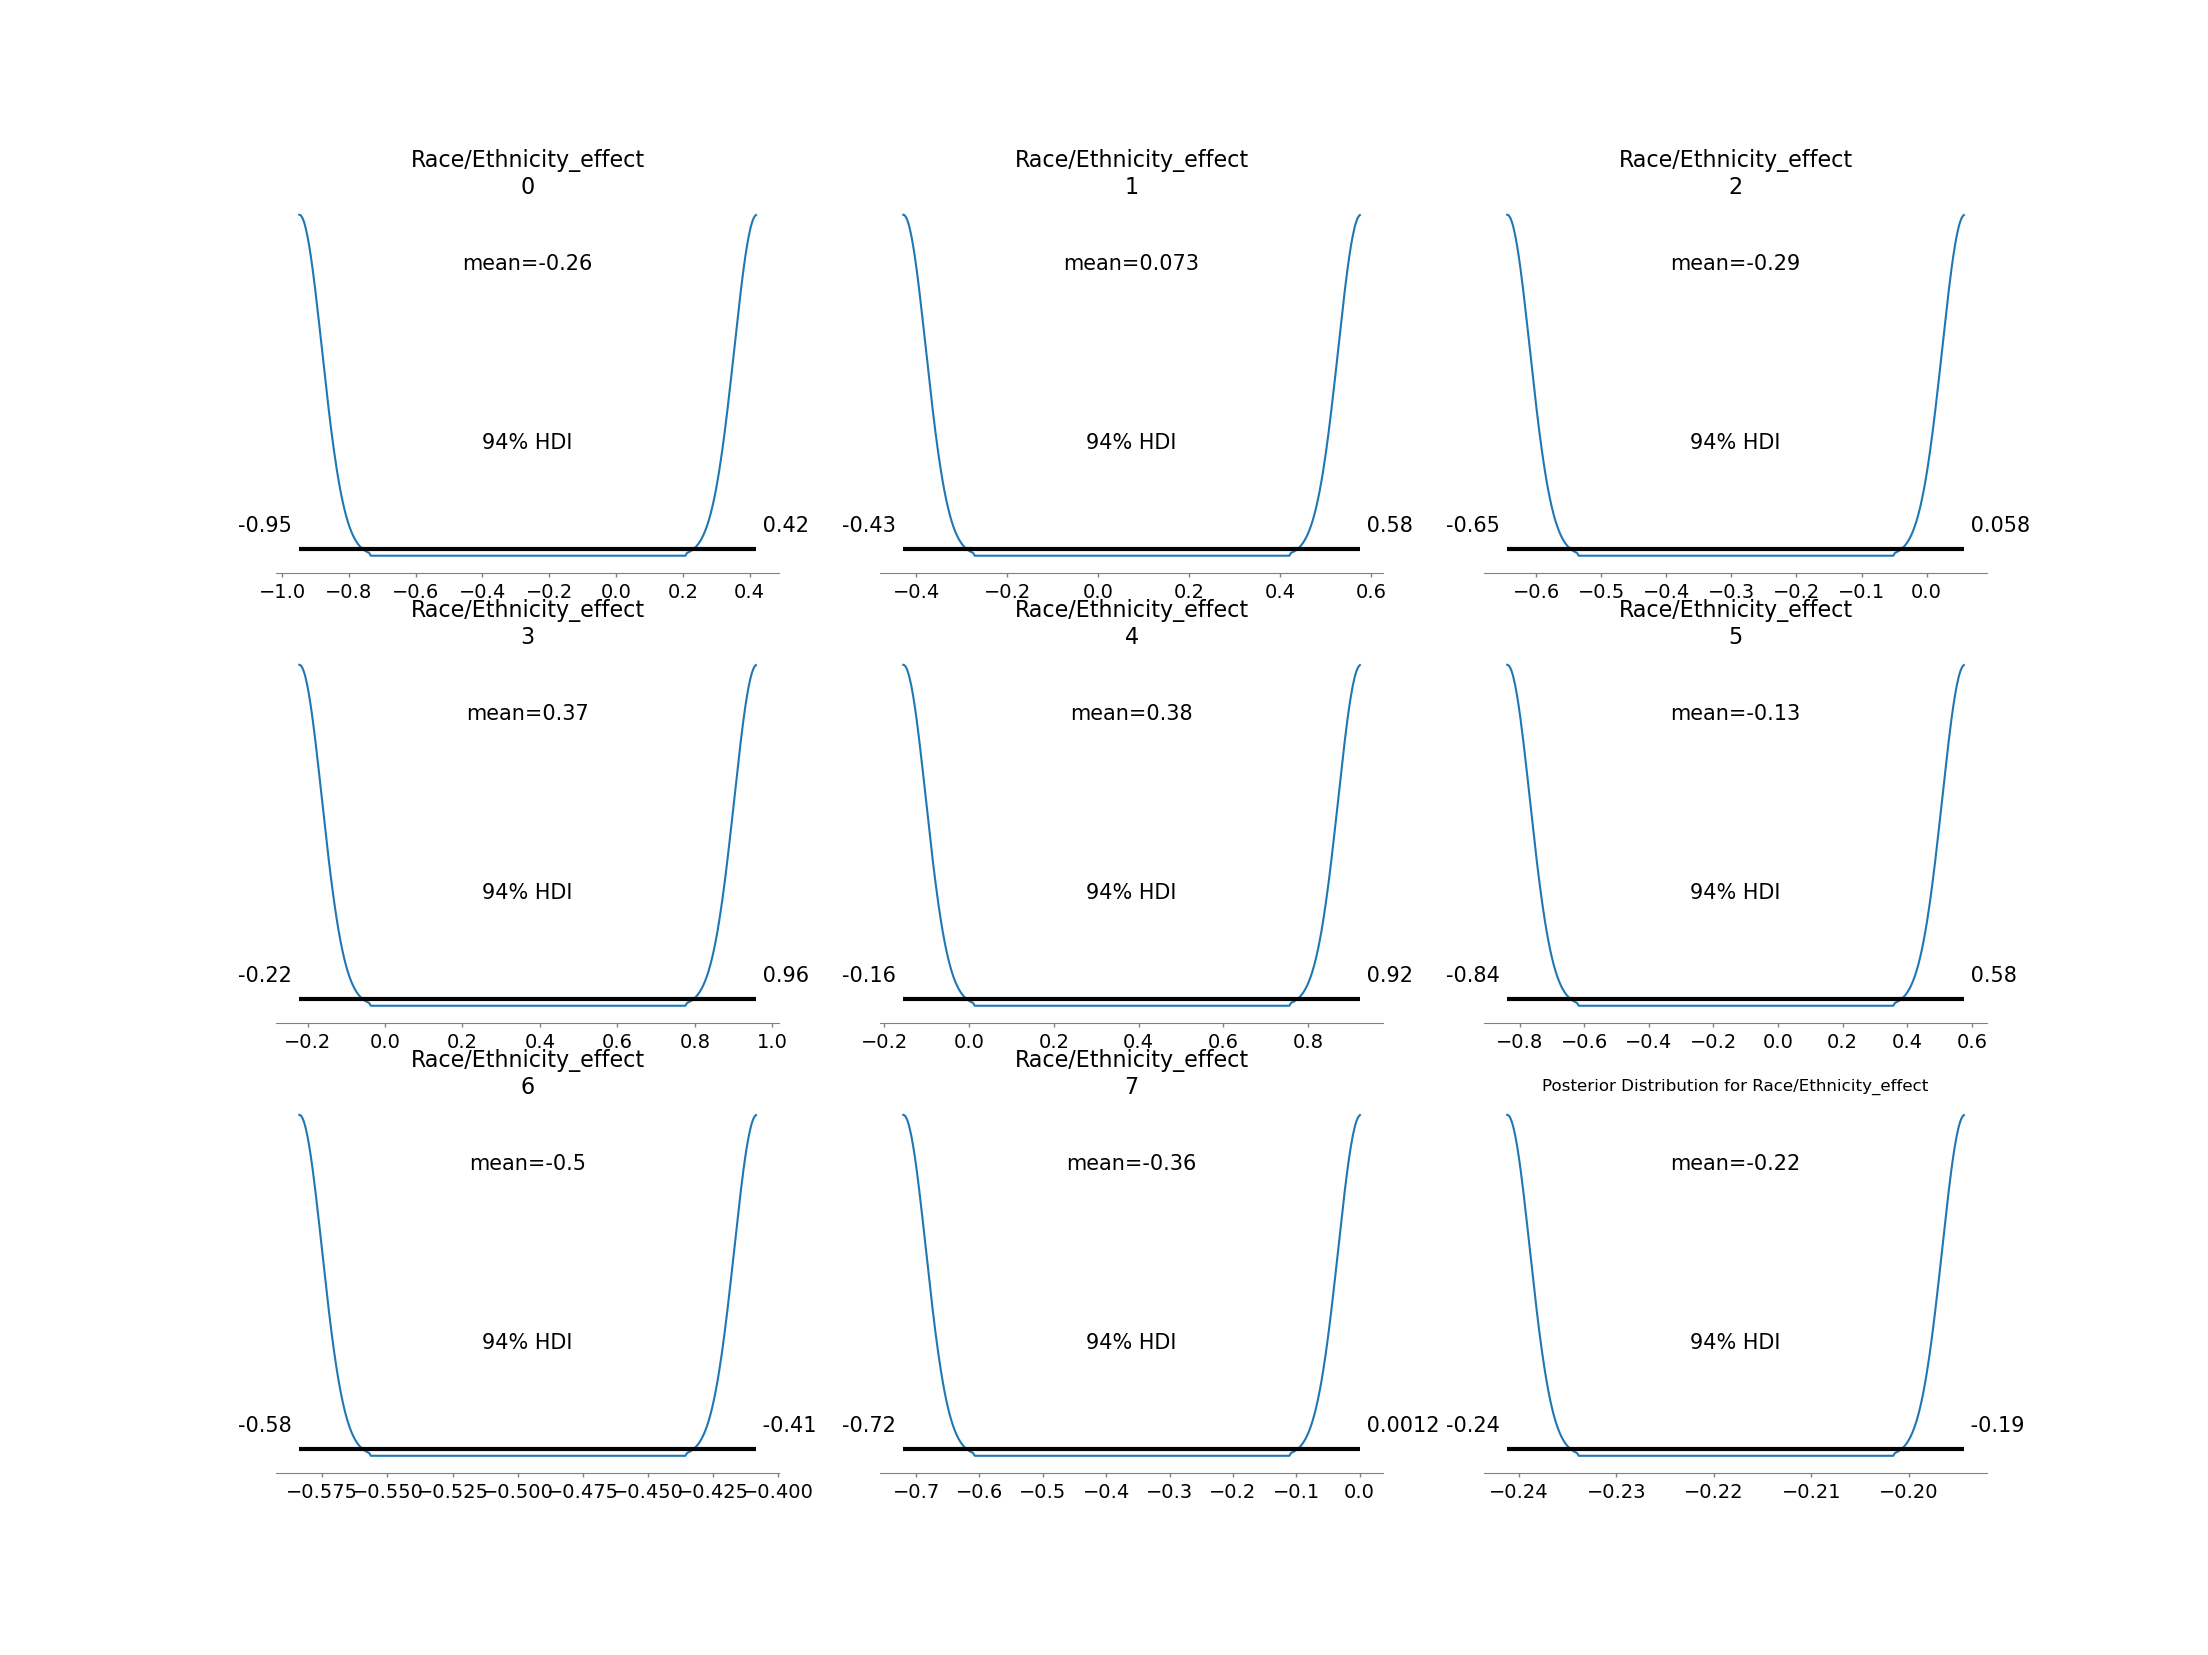 Race/Ethnicity_effect
0
mean=-0.26
94% HDI
-0.95
0.42
−1.0 −0.8 −0.6 −0.4 −0.2 0.0 0.2 0.4
Race/Ethnicity_effect
1
mean=0.073
94% HDI
-0.43
0.58
−0.4 −0.2 0.0 0.2 0.4 0.6
Race/Ethnicity_effect
2
mean=-0.29
94% HDI
-0.65
0.058
−0.6 −0.5 −0.4 −0.3 −0.2 −0.1 0.0
Race/Ethnicity_effect
3
mean=0.37
94% HDI
-0.22
0.96
−0.2 0.0 0.2 0.4 0.6 0.8 1.0
Race/Ethnicity_effect
4
mean=0.38
94% HDI
-0.16
0.92
−0.2 0.0 0.2 0.4 0.6 0.8
Race/Ethnicity_effect
5
mean=-0.13
94% HDI
-0.84
0.58
−0.8 −0.6 −0.4 −0.2 0.0 0.2 0.4 0.6
Race/Ethnicity_effect
6
mean=-0.5
94% HDI
-0.58
-0.41
−0.575 −0.550 −0.525 −0.500 −0.475 −0.450 −0.425 −0.400
Race/Ethnicity_effect
7
mean=-0.36
94% HDI
-0.72
0.0012
−0.7 −0.6 −0.5 −0.4 −0.3 −0.2 −0.1 0.0
Posterior Distribution for Race/Ethnicity_effect
mean=-0.22
94% HDI
-0.24
-0.19
−0.24 −0.23 −0.22 −0.21 −0.20